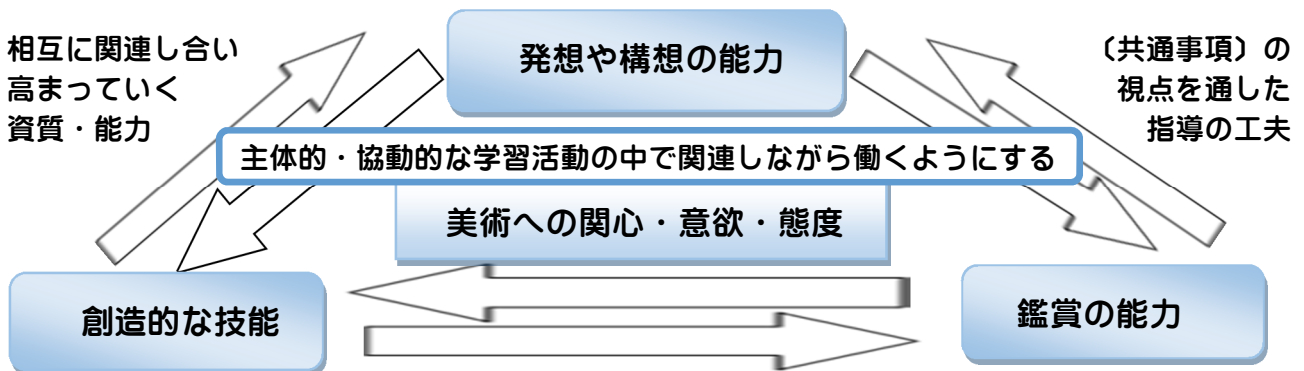 相互に関連し合い
高まっていく
資質・能力
発想や構想の能力
〔共通事項〕の
視点を通した
指導の工夫
主体的・協動的な学習活動の中で関連しながら働くようにする
美術への関心・意欲・態度
創造的な技能
鑑賞の能力